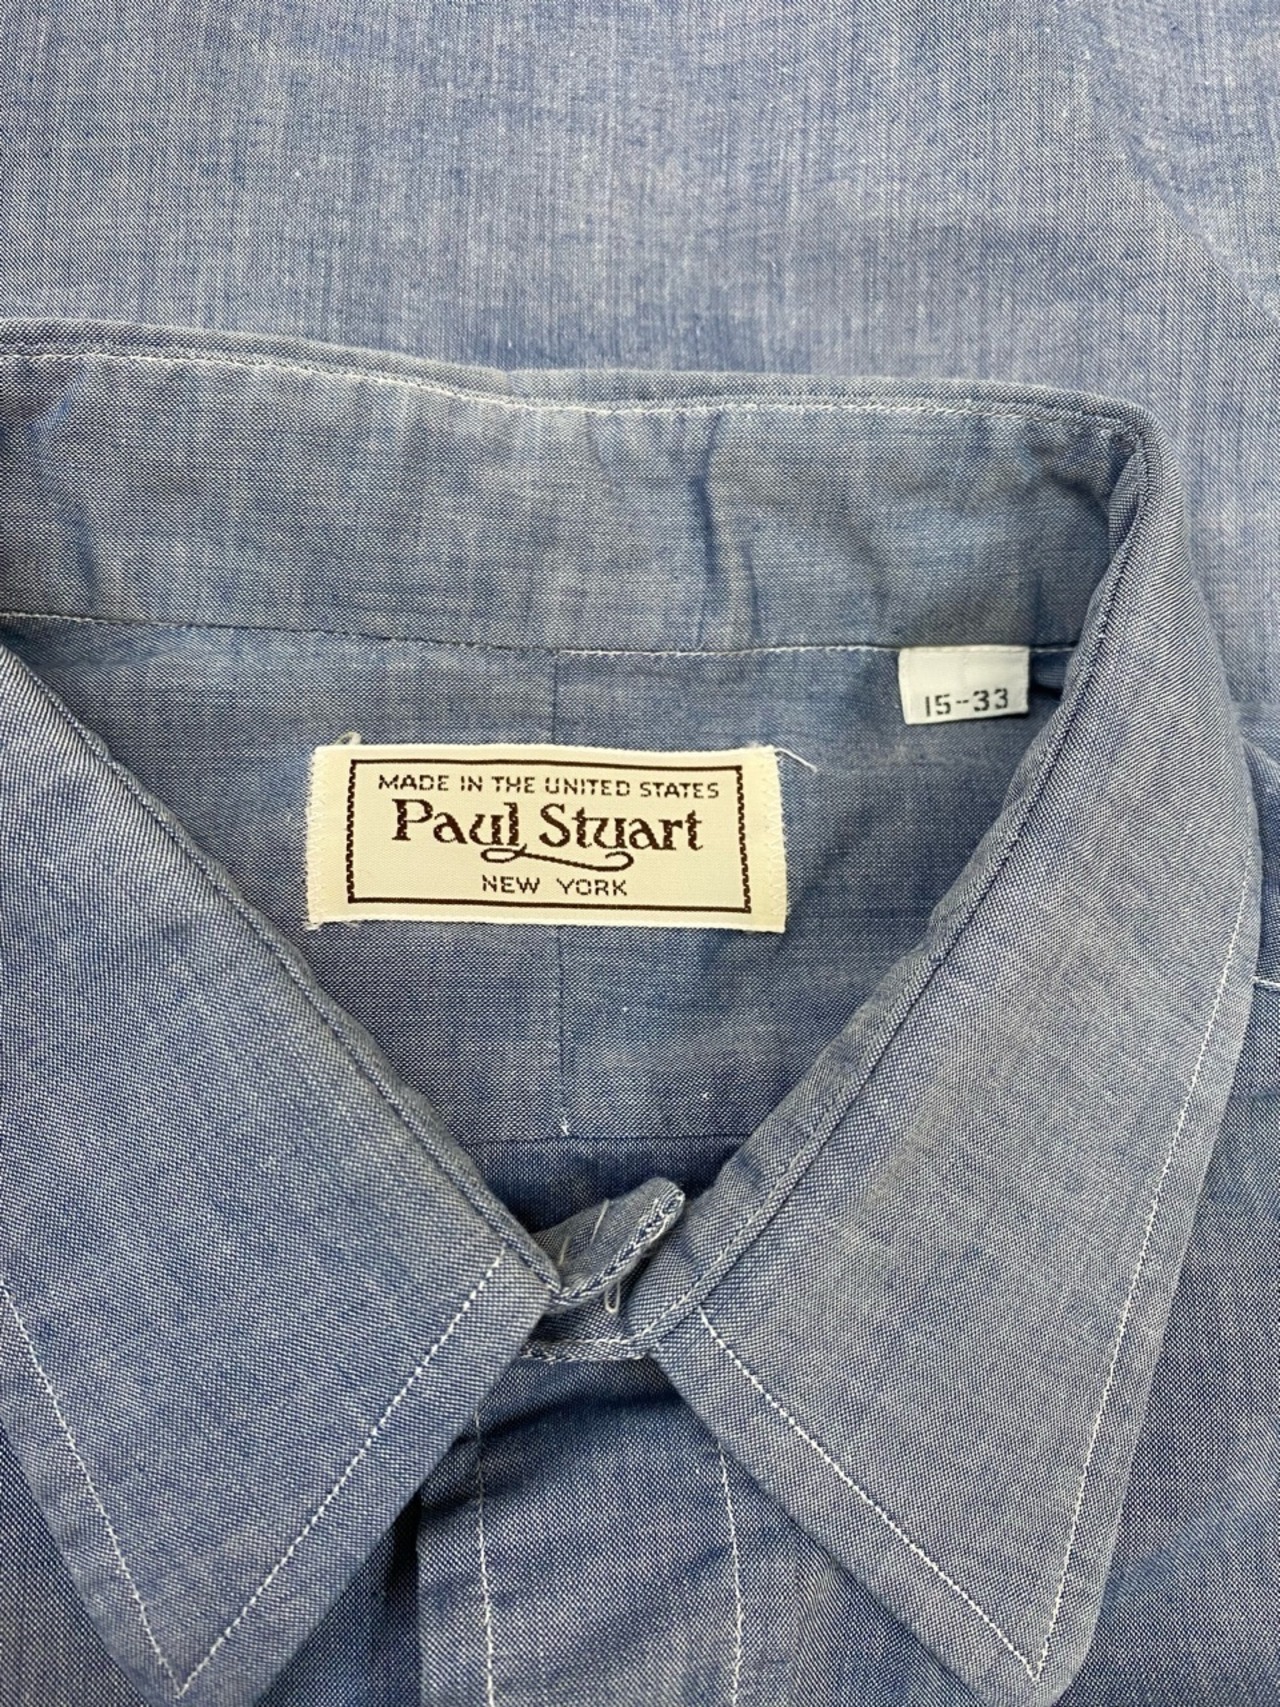 15-33
MADE IN THE UNITED STATES
Paul Stuart
NEW YORK